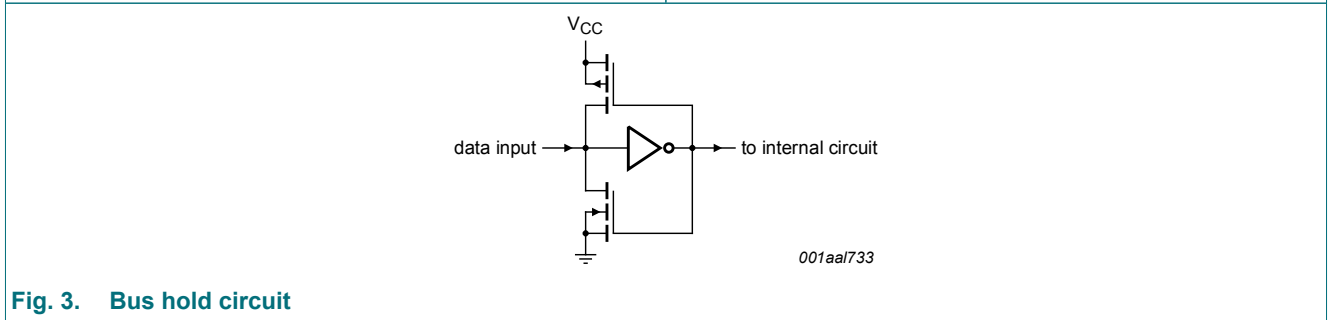 VCC
data input
to internal circuit
001aal733
Fig. 3. Bus hold circuit